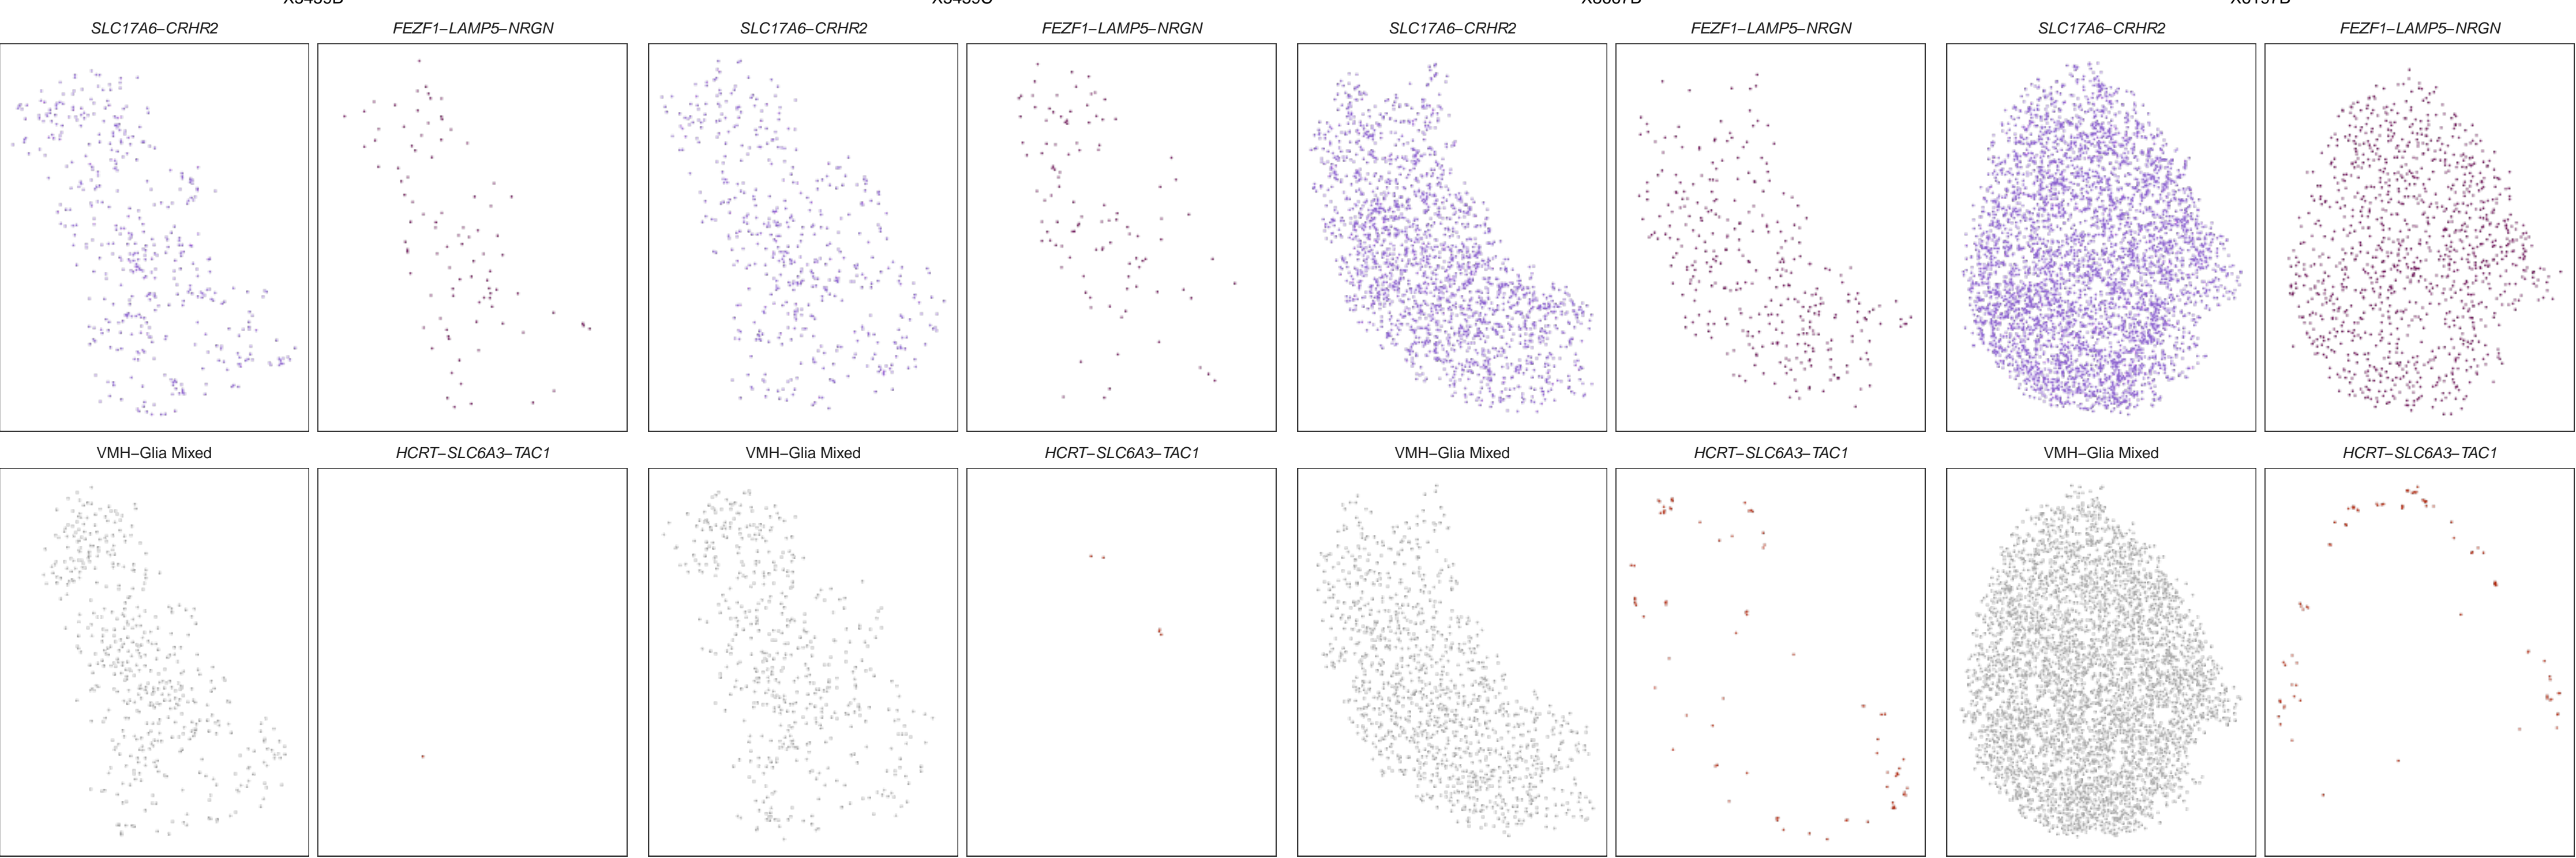 SLC17A6–CRHR2 FEZF1–LAMP5–NRGN SLC17A6–CRHR2 FEZF1–LAMP5–NRGN SLC17A6–CRHR2 FEZF1–LAMP5–NRGN SLC17A6–CRHR2 FEZF1–LAMP5–NRGN
VMH–Glia Mixed HCRT–SLC6A3–TAC1 VMH–Glia Mixed HCRT–SLC6A3–TAC1 VMH–Glia Mixed HCRT–SLC6A3–TAC1 VMH–Glia Mixed HCRT–SLC6A3–TAC1